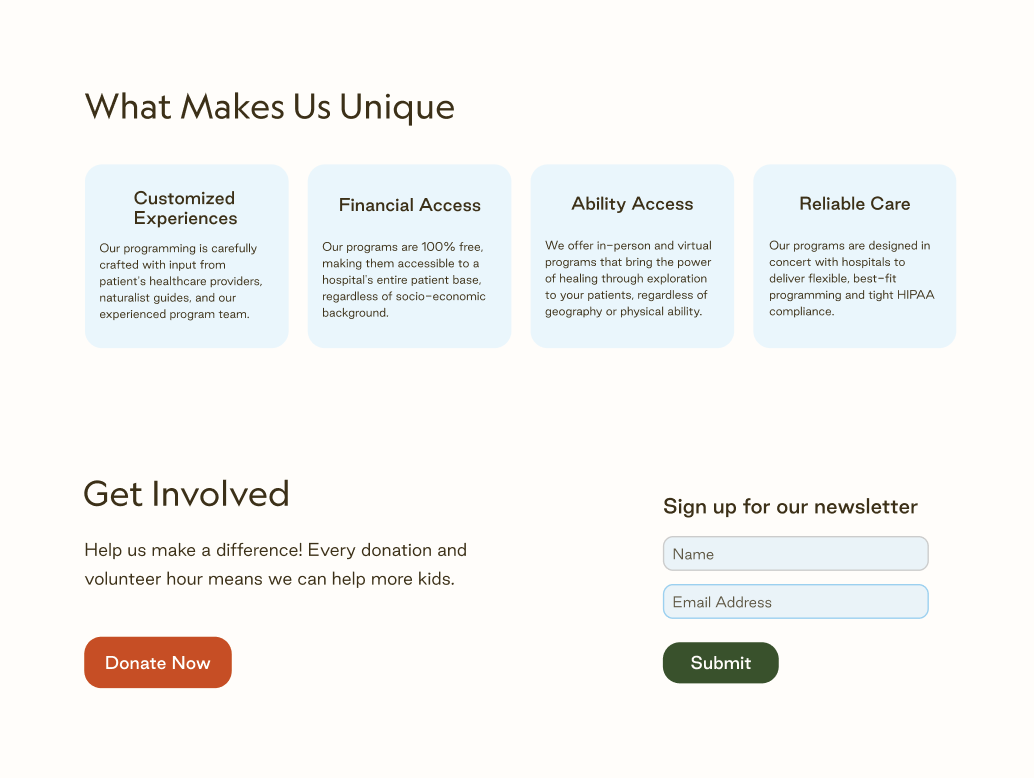 What Makes Us Unique
Customized
Experiences
Our programming is carefully
crafted with input from
patient's healthcare providers,
naturalist guides, and our
experienced program team.
Financial Access
Our programs are 100% free,
making them accessible to a
hospital's entire patient base,
regardless of socio-economic
background.
Ability Access
We offer in-person and virtual
programs that bring the power
of healing through exploration
to your patients, regardless of
geography or physical ability.
Reliable Care
Our programs are designed in
concert with hospitals to
deliver flexible, best-fit
programming and tight HIPAA
compliance.
Get Involved
Help us make a difference! Every donation and
volunteer hour means we can help more kids.
Donate Now
Sign up for our newsletter
Name
Email Address
Submit